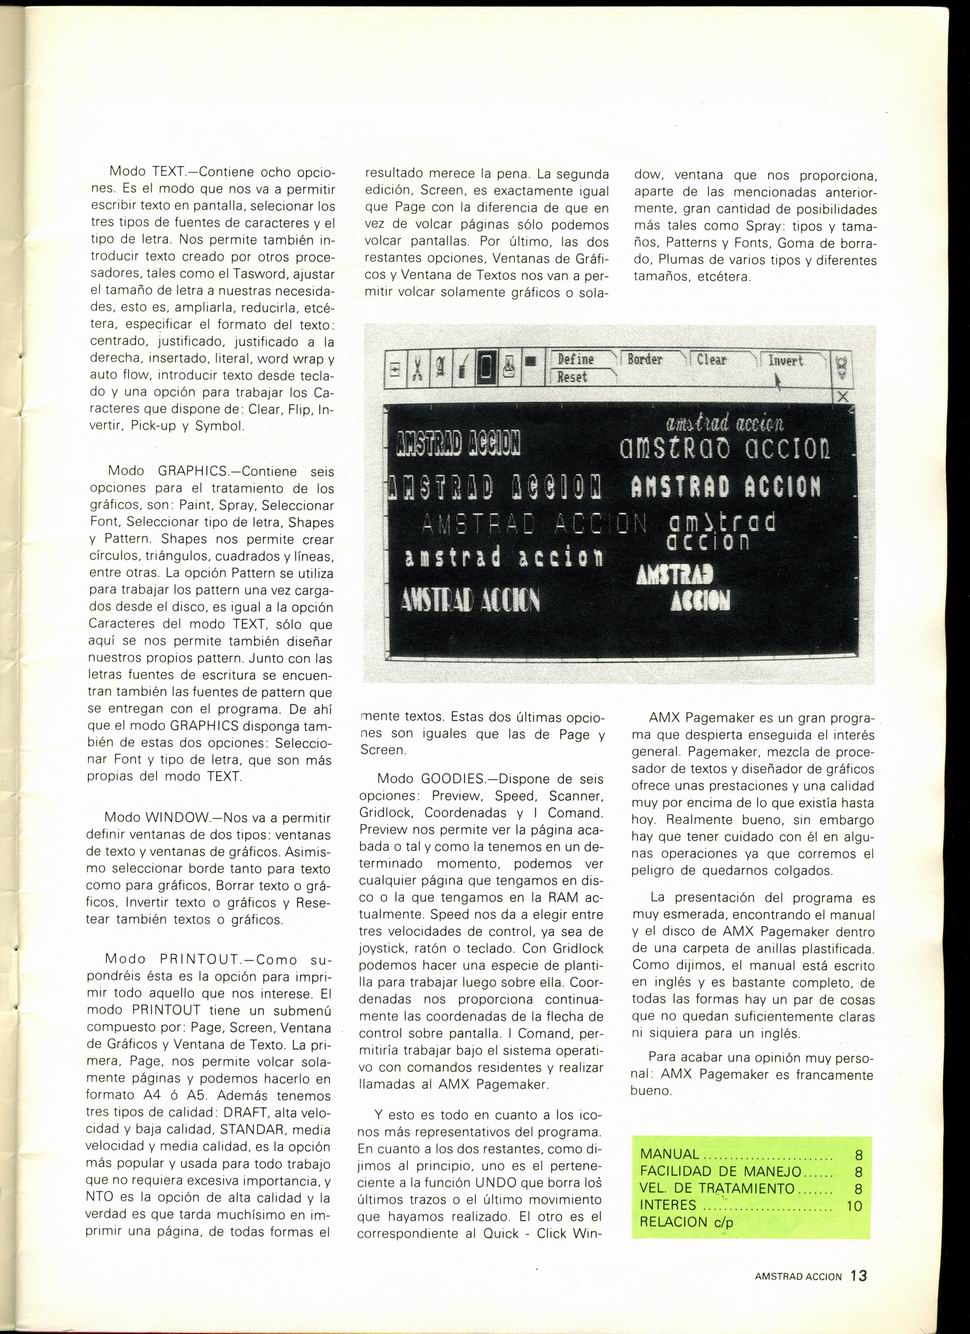 Modo TEXT.—Contiene ocho opcio-
nes. Es el modo que nos va a permitir
escribir texto en pantalla, selecionar los
tres tipos de fuentes de caracteres y el
tipo de letra. Nos permite también in-
troducir texto creado por otros proce-
sadores, tales como el Tasword, ajustar
el tamaño de letra a nuestras necesida-
des, esto es, ampliarla, reducirla, etcé-
tera, especificar el formato del texto:
centrado, justificado, justificado a la
derecha, insertado, literal, word wrap y
auto flow, introducir texto desde tecla-
do y una opción para trabajar los Ca-
racteres que dispone de: Clear, Flip, In-
vertir, Pick-up y Symbol.
Modo GRAPHICS.—Contiene seis
opciones para el tratamiento de los
gráficos, son: Paint, Spray, Seleccionar
Font, Seleccionar tipo de letra, Shapes
y Pattern. Shapes nos permite crear
círculos, triángulos, cuadrados y líneas,
entre otras. La opción Pattern se utiliza
para trabajar los pattern una vez carga-
dos desde el disco, es igual a la opción
Caracteres del modo TEXT, sólo que
aquí se nos permite también diseñar
nuestros propios pattern. Junto con las
letras fuentes de escritura se encuen-
tran también las fuentes de pattern que
se entregan con el programa. De ahí
que el modo GRAPHICS disponga tam-
bién de estas dos opciones: Seleccio-
nar Font y tipo de letra, que son más
propias del modo TEXT.
Modo WINDOW.—Nos va a permitir
definir ventanas de dos tipos: ventanas
de texto y ventanas de gráficos. Asimis-
mo seleccionar borde tanto para texto
como para gráficos, Borrar texto o grá-
ficos, Invertir texto o gráficos y Rese-
tear también textos o gráficos.
Modo PRINTOUT.—Como su-
pondréis ésta es la opción para impri-
mir todo aquello que nos interese. El
modo PRINTOUT tiene un submenú
compuesto por: Page, Screen, Ventana
de Gráficos y Ventana de Texto. La pri-
mera, Page, nos permite volcar sola-
mente páginas y podemos hacerlo en
formato A4 ó A5. Además tenemos
tres tipos de calidad: DRAFT, alta velo-
cidad y baja calidad, STANDAR, media
velocidad y media calidad, es la opción
más popular y usada para todo trabajo
que no requiera excesiva importancia, y
NTO es la opción de alta calidad y la
verdad es que tarda muchísimo en im-
primir una página, de todas formas el
resultado merece la pena. La segunda
edición, Screen, es exactamente igual
que Page con la diferencia de que en
vez de volcar páginas sólo podemos
volcar pantallas. Por último, las dos
restantes opciones, Ventanas de Gráfi-
cos y Ventana de Textos nos van a per-
mitir volcar solamente gráficos o sola-
dow, ventana que nos proporciona,
aparte de las mencionadas anterior-
mente, gran cantidad de posibilidades
más tales como Spray: tipos y tama-
ños, Patterns y Fonts, Goma de borra-
do, Plumas de varios tipos y diferentes
tamaños, etcétera.
Define Border Clear Invert
Reset
AMSTRAD ACCION
amstrad accion
amstrad accion
AMSTRAD ACCION
AMSTRAD ACCION
AMSTRAD ACCION
amstrad
accion
amstrad accion
AMSTRAD
ACCION
AMSTRAD ACCION
mente textos. Estas dos últimas opcio-
nes son iguales que las de Page y
Screen.
Modo GOODIES.—Dispone de seis
opciones: Preview, Speed, Scanner,
Gridlock, Coordenadas y I Comand.
Preview nos permite ver la página aca-
bada o tal y como la tenemos en un de-
terminado momento, podemos ver
cualquier página que tengamos en dis-
co o la que tengamos en la RAM ac-
tualmente. Speed nos da a elegir entre
tres velocidades de control, ya sea de
joystick, ratón o teclado. Con Gridlock
podemos hacer una especie de planti-
lla para trabajar luego sobre ella. Coor-
denadas nos proporciona continua-
mente las coordenadas de la flecha de
control sobre pantalla. I Comand, per-
mitiría trabajar bajo el sistema operati-
vo con comandos residentes y realizar
llamadas al AMX Pagemaker.
Y esto es todo en cuanto a los ico-
nos más representativos del programa.
En cuanto a los dos restantes, como di-
jimos al principio, uno es el pertene-
ciente a la función UNDO que borra los
últimos trazos o el último movimiento
que hayamos realizado. El otro es el
correspondiente al Quick - Click Win-
AMX Pagemaker es un gran progra-
ma que despierta enseguida el interés
general. Pagemaker, mezcla de proce-
sador de textos y diseñador de gráficos
ofrece unas prestaciones y una calidad
muy por encima de lo que existía hasta
hoy. Realmente bueno, sin embargo
hay que tener cuidado con él en algu-
nas operaciones ya que corremos el
peligro de quedarnos colgados.
La presentación del programa es
muy esmerada, encontrando el manual
y el disco de AMX Pagemaker dentro
de una carpeta de anillas plastificada.
Como dijimos, el manual está escrito
en inglés y es bastante completo, de
todas las formas hay un par de cosas
que no quedan suficientemente claras
ni siquiera para un inglés.
Para acabar una opinión muy perso-
nal: AMX Pagemaker es francamente
bueno.
MANUAL ........................ 8
FACILIDAD DE MANEJO...... 8
VEL. DE TRATAMIENTO....... 8
INTERES ........................ 10
RELACION c/p
AMSTRAD ACCION 13